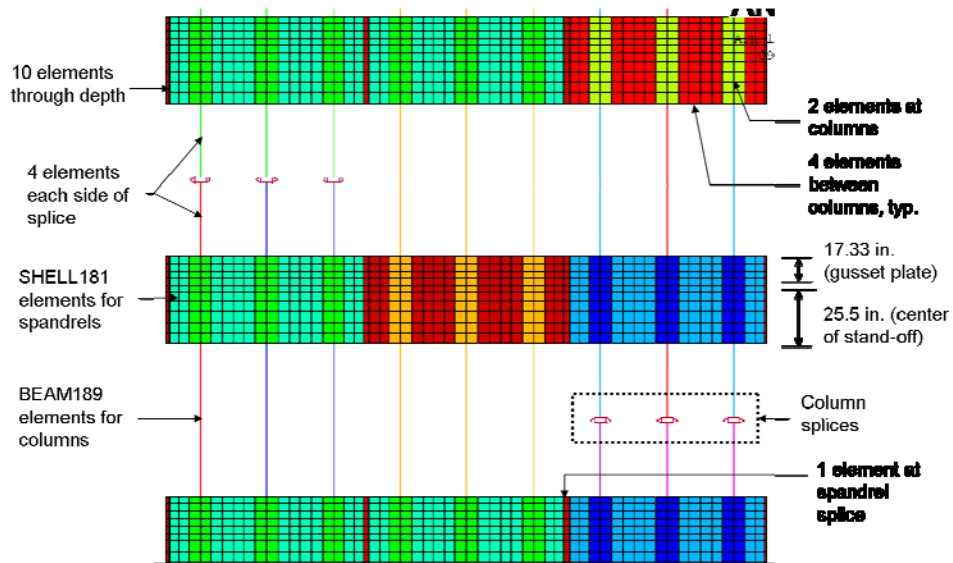 10 elements
through depth
2 elements at
columns
4 elements
each side of
splice
4 elements
between
columns, typ.
SHELL181
elements for
spandrels
17.33 in.
(gusset plate)
25.5 in. (center
of stand-off)
BEAM189
elements for
columns
Column
splices
1 element at
spandrel
splice